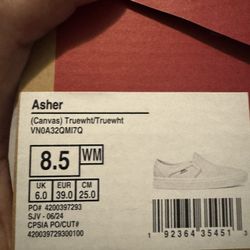 Asher
(Canvas) Truewht/Truewht
VN0A32QMI7Q
8.5 WM
UK EUR CM
6.0 39.0 25.0
PO# 4200397293
SJV - 06/24
CPSIA PO/CUT#
420039729300100
1 92364 35451